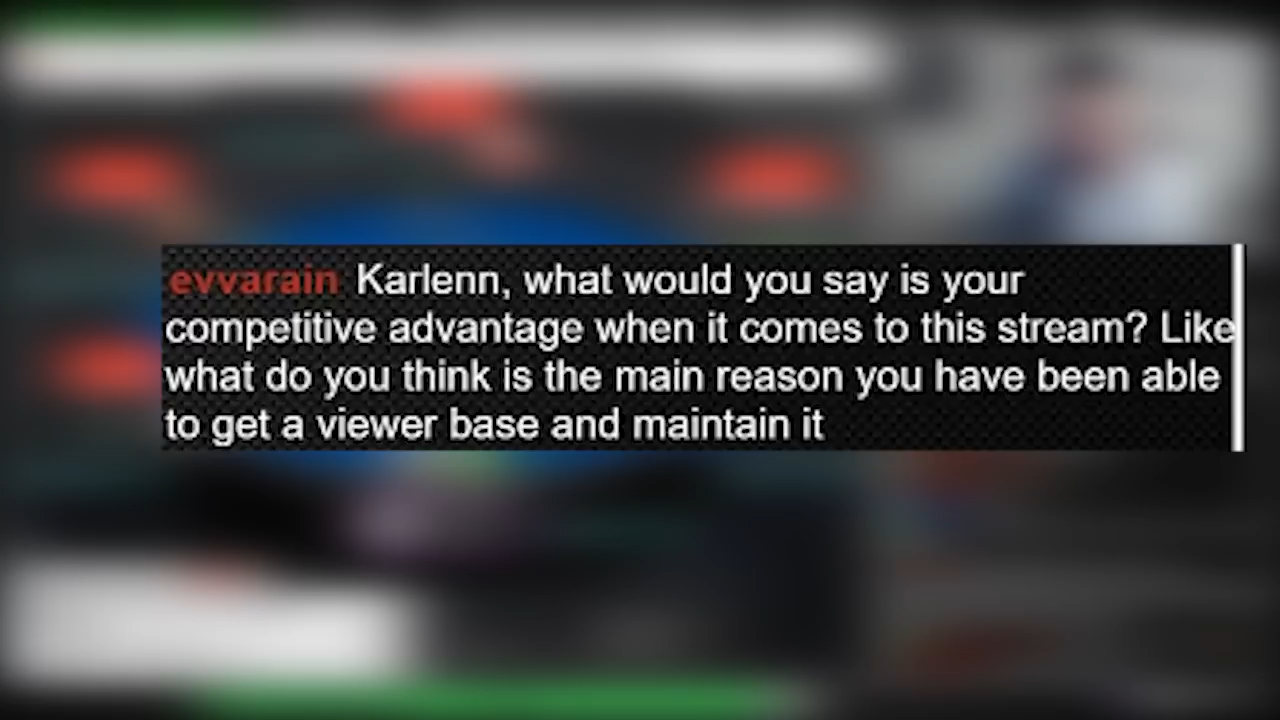 evvarain Karlenn, what would you say is your
competitive advantage when it comes to this stream? Like
what do you think is the main reason you have been able
to get a viewer base and maintain it